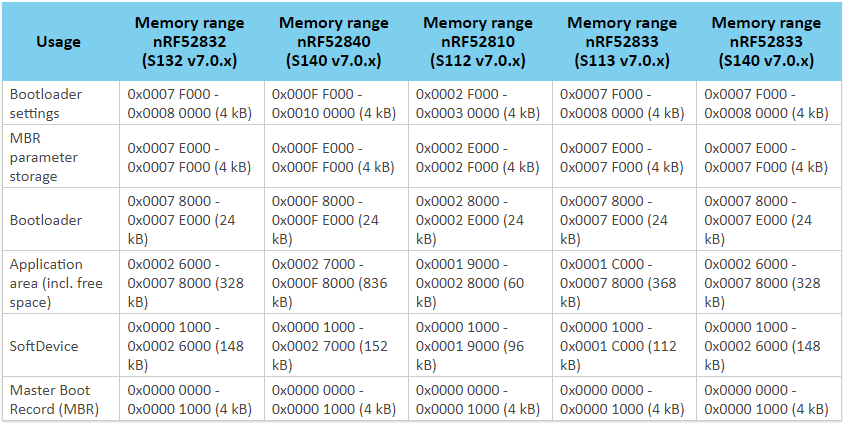 Usage
Memory range
nRF52832
(S132 v7.0.x)
Memory range
nRF52840
(S140 v7.0.x)
Memory range
nRF52810
(S112 v7.0.x)
Memory range
nRF52833
(S113 v7.0.x)
Memory range
nRF52833
(S140 v7.0.x)
Bootloader
settings
0x0007 F000 -
0x0008 0000 (4 kB)
0x000F F000 -
0x0010 0000 (4 kB)
0x0002 F000 -
0x0003 0000 (4 kB)
0x0007 F000 -
0x0008 0000 (4 kB)
0x0007 F000 -
0x0008 0000 (4 kB)
MBR
parameter
storage
0x0007 E000 -
0x0007 F000 (4 kB)
0x000F E000 -
0x000F F000 (4 kB)
0x0002 E000 -
0x0002 F000 (4 kB)
0x0007 E000 -
0x0007 F000 (4 kB)
0x0007 E000 -
0x0007 F000 (4 kB)
Bootloader
0x0007 8000 -
0x0007 E000 (24
kB)
0x000F 8000 -
0x000F E000 (24
kB)
0x0002 8000 -
0x0002 E000 (24
kB)
0x0007 8000 -
0x0007 E000 (24
kB)
0x0007 8000 -
0x0007 E000 (24
kB)
Application
area (incl. free
space)
0x0002 6000 -
0x0007 8000 (328
kB)
0x0002 7000 -
0x000F 8000 (836
kB)
0x0001 9000 -
0x0002 8000 (60
kB)
0x0001 C000 -
0x0007 8000 (368
kB)
0x0002 6000 -
0x0007 8000 (328
kB)
SoftDevice
0x0000 1000 -
0x0002 6000 (148
kB)
0x0000 1000 -
0x0002 7000 (152
kB)
0x0000 1000 -
0x0001 9000 (96
kB)
0x0000 1000 -
0x0001 C000 (112
kB)
0x0000 1000 -
0x0002 6000 (148
kB)
Master Boot
Record (MBR)
0x0000 0000 -
0x0000 1000 (4 kB)
0x0000 0000 -
0x0000 1000 (4 kB)
0x0000 0000 -
0x0000 1000 (4 kB)
0x0000 0000 -
0x0000 1000 (4 kB)
0x0000 0000 -
0x0000 1000 (4 kB)